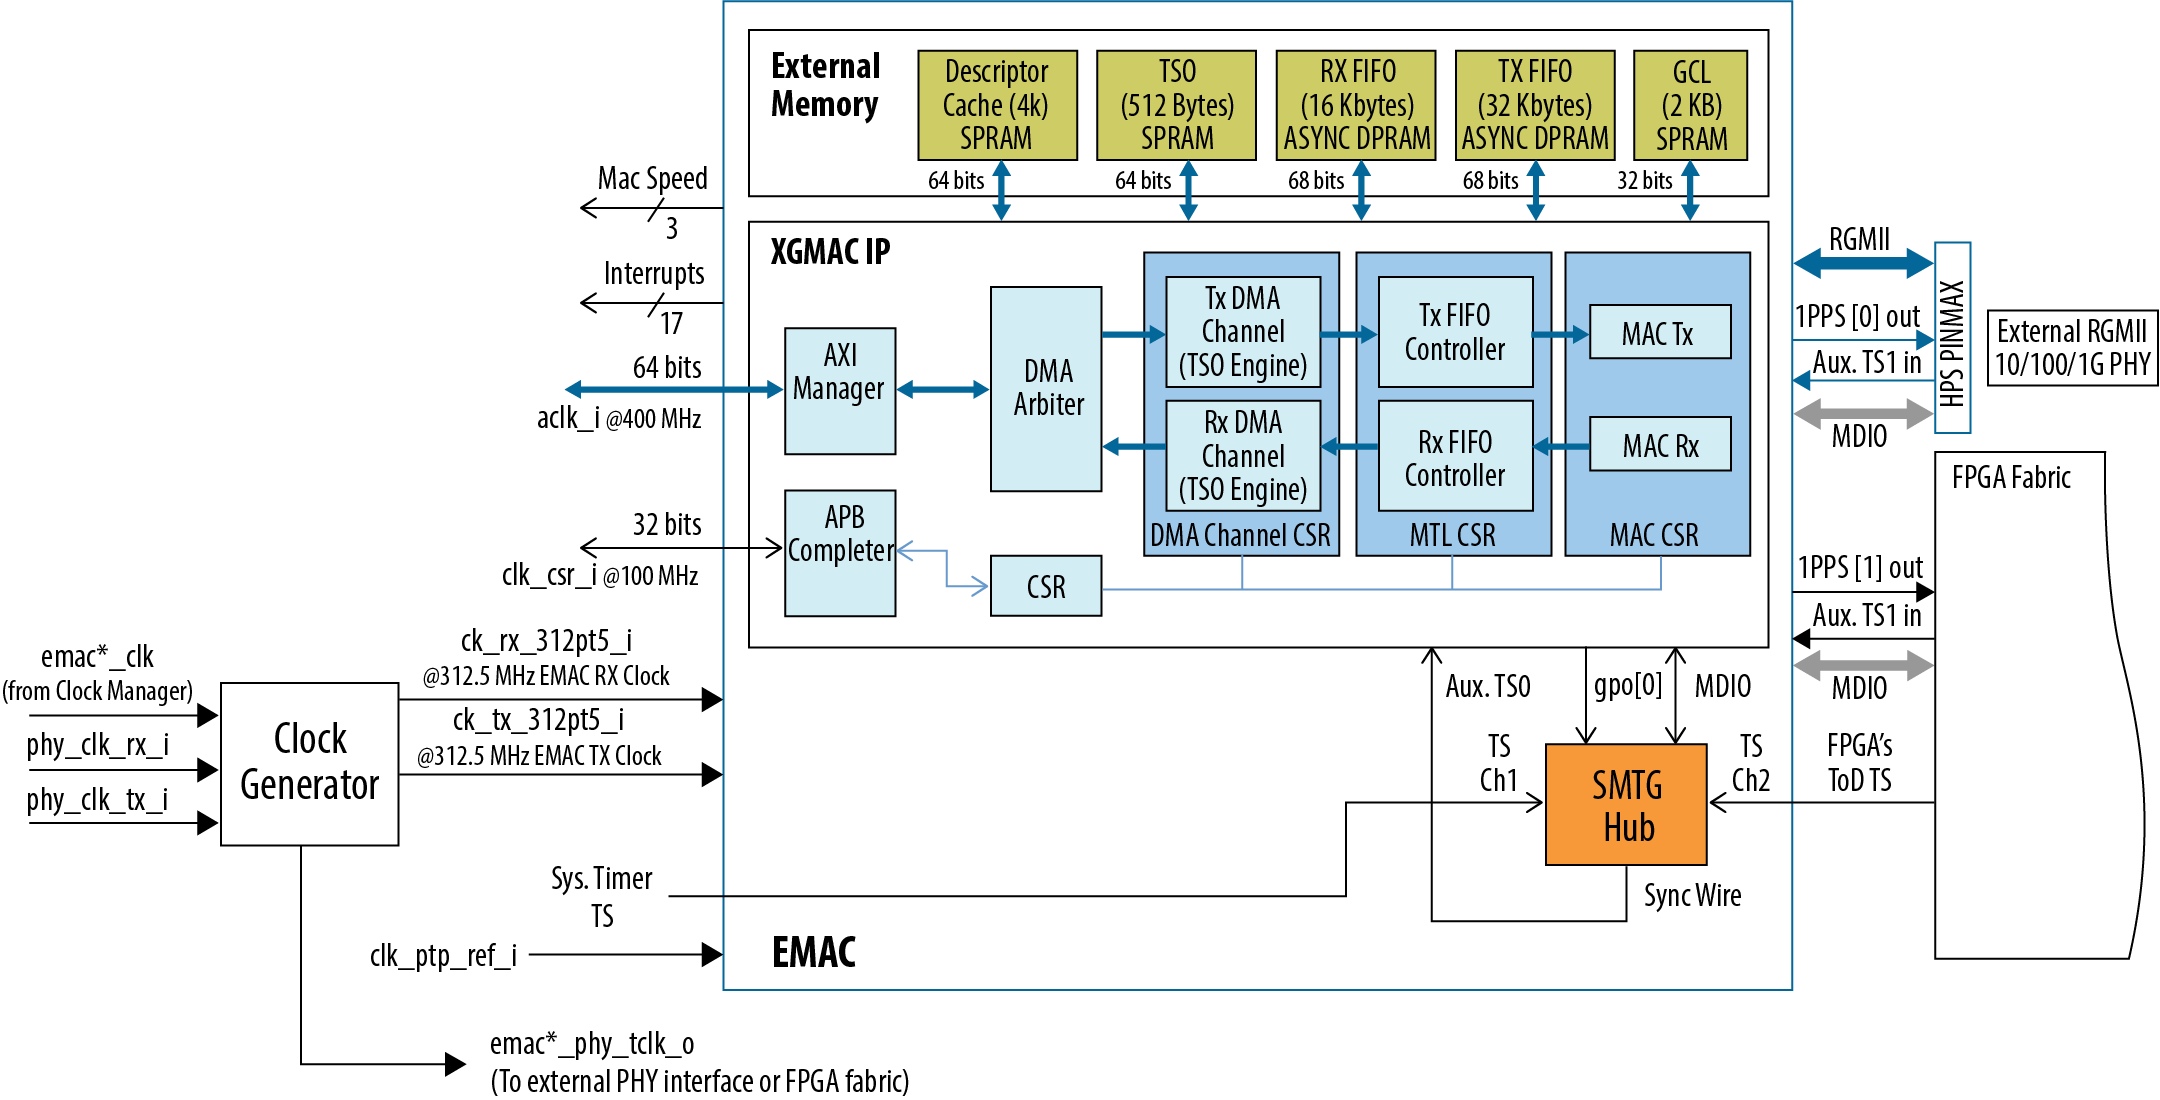 External
Memory
Descriptor
Cache (4k)
SPRAM
TSO
(512 Bytes)
SPRAM
RX FIFO
(16 Kbytes)
ASYNC DPRAM
TX FIFO
(32 Kbytes)
ASYNC DPRAM
GCL
(2 KB)
SPRAM
64 bits
64 bits
68 bits
68 bits
32 bits
Mac Speed
3
Interrupts
17
64 bits
aclk_i @400 MHz
32 bits
clk_csr_i @100 MHz
XGMAC IP
AXI
Manager
DMA
Arbiter
Tx DMA
Channel
(TSO Engine)
Rx DMA
Channel
(TSO Engine)
DMA Channel CSR
Tx FIFO
Controller
Rx FIFO
Controller
MTL CSR
MAC Tx
MAC Rx
MAC CSR
APB
Completer
CSR
RGMII
1PPS [0] out
Aux. TS1 in
MDIO
HPS PINMAX
External RGMII
10/100/1G PHY
FPGA Fabric
1PPS [1] out
Aux. TS1 in
MDIO
FPGA's
ToD TS
emac*_clk
(from Clock Manager)
phy_clk_rx_i
phy_clk_tx_i
Clock
Generator
ck_rx_312pt5_i
@312.5 MHz EMAC RX Clock
ck_tx_312pt5_i
@312.5 MHz EMAC TX Clock
Aux. TS0
gpo[0]
MDIO
TS
Ch1
SMTG
Hub
TS
Ch2
Sync Wire
Sys. Timer
TS
clk_ptp_ref_i
EMAC
emac*_phy_tclk_o
(To external PHY interface or FPGA fabric)